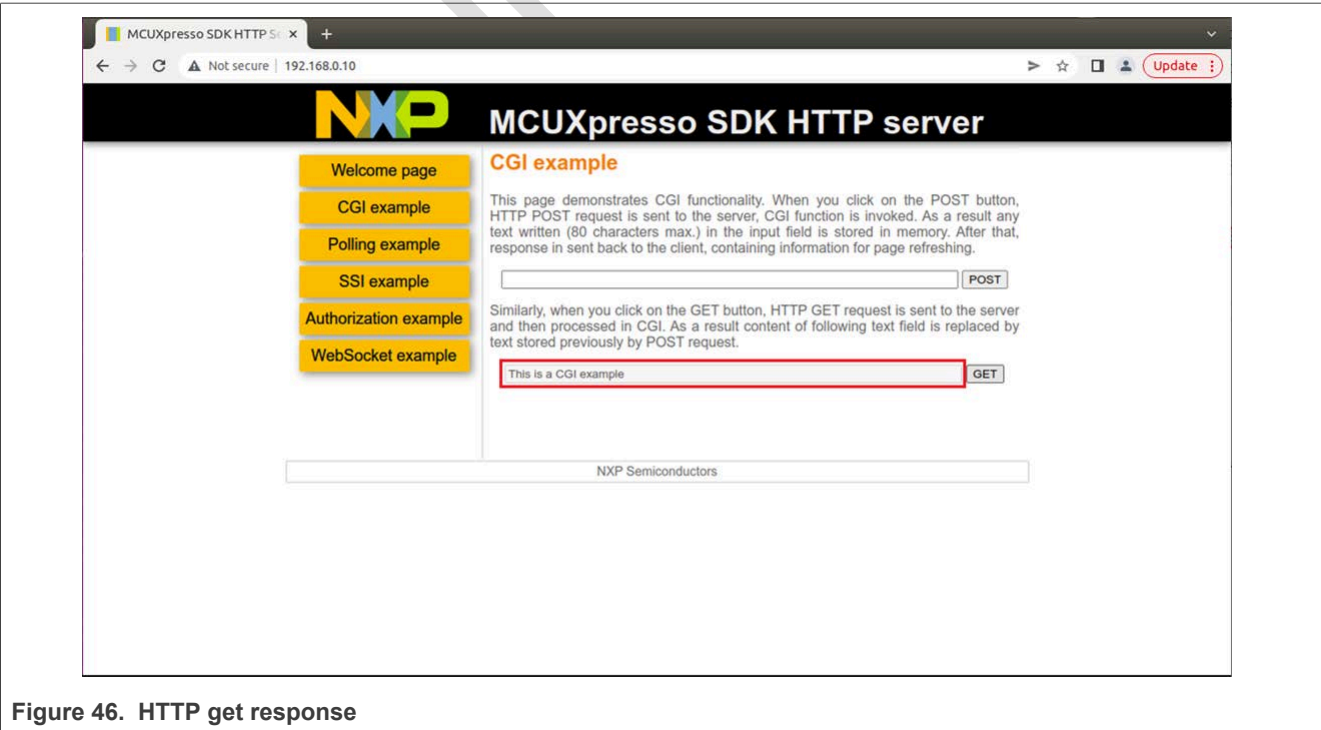 MCUXpresso SDK HTTP S
Not secure | 192.168.0.10
Update
NXP
MCUXpresso SDK HTTP server
Welcome page
CGI example
Polling example
SSI example
Authorization example
WebSocket example
CGI example
This page demonstrates CGI functionality. When you click on the POST button,
HTTP POST request is sent to the server, CGI function is invoked. As a result any
text written (80 characters max.) in the input field is stored in memory. After that,
response in sent back to the client, containing information for page refreshing.
POST
Similarly, when you click on the GET button, HTTP GET request is sent to the server
and then processed in CGI. As a result content of following text field is replaced by
text stored previously by POST request.
This is a CGI example
GET
NXP Semiconductors
Figure 46. HTTP get response